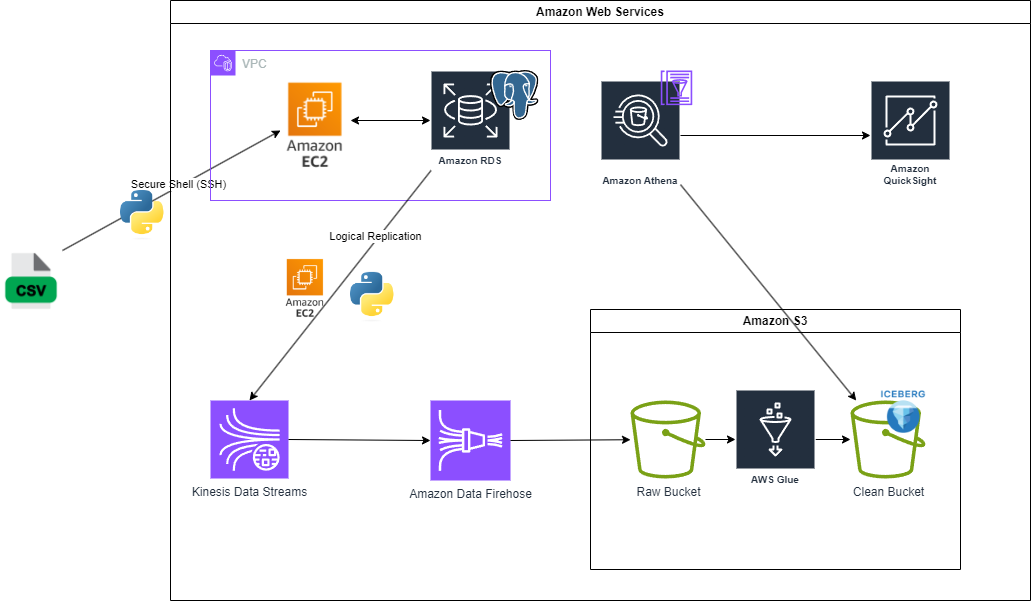 Amazon Web Services
VPC
Amazon
EC2
Amazon RDS
Amazon Athena
Amazon
QuickSight
Secure Shell (SSH)
Logical Replication
CSV
Amazon
EC2
Amazon S3
ICEBERG
Kinesis Data Streams
Amazon Data Firehose
Raw Bucket
AWS Glue
Clean Bucket